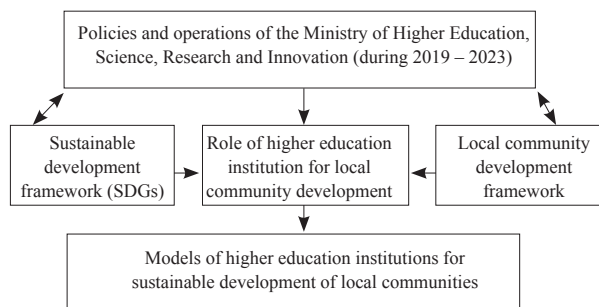 Policies and operations of the Ministry of Higher Education,
Science, Research and Innovation (during 2019 – 2023)
Sustainable
development
framework (SDGs)
Role of higher education
institution for local
community development
Local community
development
framework
Models of higher education institutions for
sustainable development of local communities